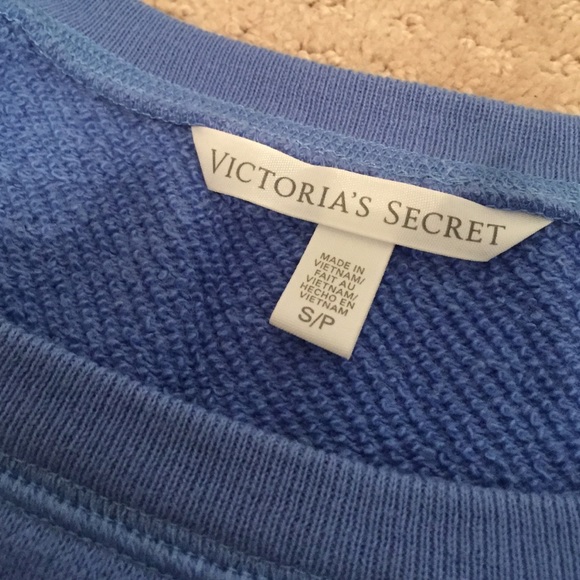 VICTORIA'S SECRET
MADE IN
VIETNAM/
FAIT AU
VIETNAM/
HECHO EN
VIETNAM
S/P